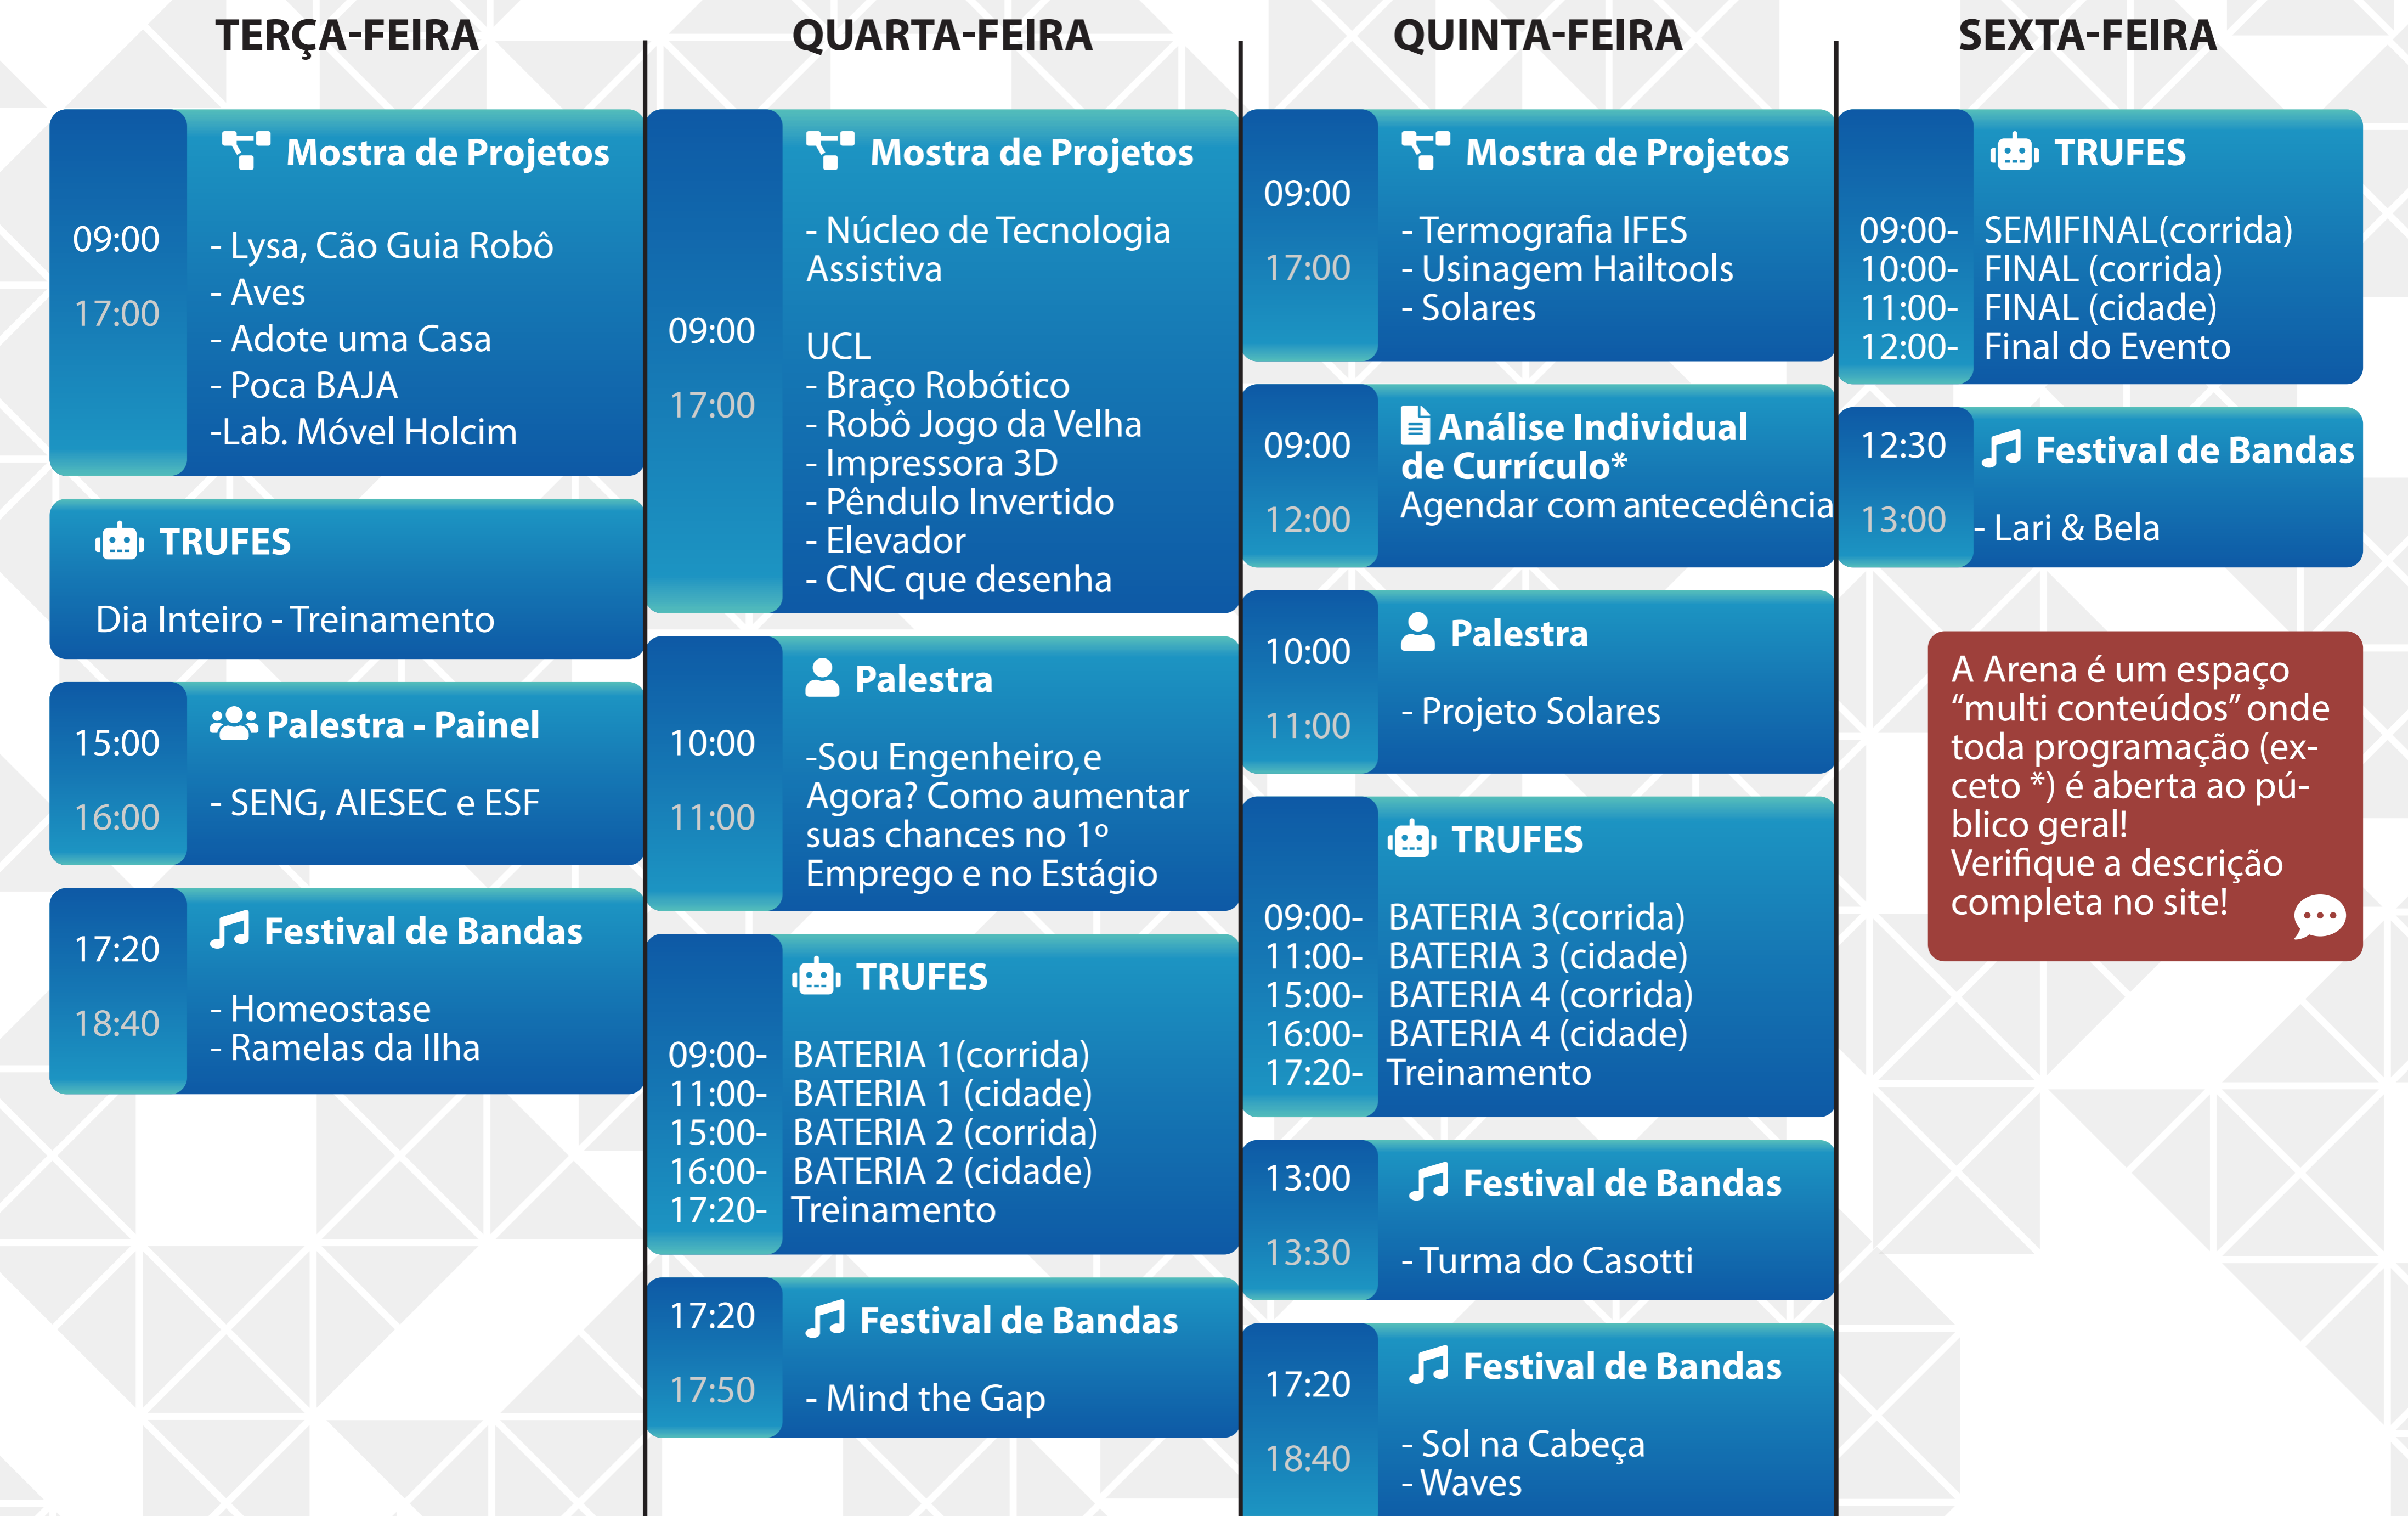 TERÇA-FEIRA
09:00
17:00
Mostra de Projetos
- Lysa, Cão Guia Robô
- Aves
- Adote uma Casa
- Poca BAJA
-Lab. Móvel Holcim
TRUFES
Dia Inteiro - Treinamento
15:00
16:00
Palestra - Painel
- SENG, AIESEC e ESF
17:20
18:40
Festival de Bandas
- Homeostase
- Ramelas da Ilha
QUARTA-FEIRA
09:00
17:00
Mostra de Projetos
- Núcleo de Tecnologia
Assistiva
UCL
- Braço Robótico
- Robô Jogo da Velha
- Impressora 3D
- Pêndulo Invertido
- Elevador
- CNC que desenha
10:00
11:00
Palestra
-Sou Engenheiro,e
Agora? Como aumentar
suas chances no 1º
Emprego e no Estágio
TRUFES
09:00- BATERIA 1(corrida)
11:00- BATERIA 1 (cidade)
15:00- BATERIA 2 (corrida)
16:00- BATERIA 2 (cidade)
17:20- Treinamento
17:20
17:50
Festival de Bandas
- Mind the Gap
QUINTA-FEIRA
09:00
17:00
Mostra de Projetos
- Termografia IFES
- Usinagem Hailtools
- Solares
09:00
12:00
Análise Individual
de Currículo*
Agendar com antecedência
10:00
11:00
Palestra
- Projeto Solares
TRUFES
09:00- BATERIA 3(corrida)
11:00- BATERIA 3 (cidade)
15:00- BATERIA 4 (corrida)
16:00- BATERIA 4 (cidade)
17:20- Treinamento
13:00
13:30
Festival de Bandas
- Turma do Casotti
17:20
18:40
Festival de Bandas
- Sol na Cabeça
- Waves
SEXTA-FEIRA
TRUFES
09:00- SEMIFINAL(corrida)
10:00- FINAL (corrida)
11:00- FINAL (cidade)
12:00- Final do Evento
12:30
13:00
Festival de Bandas
- Lari & Bela
A Arena é um espaço
“multi conteúdos” onde
toda programação (ex-
ceto *) é aberta ao pú-
blico geral!
Verifique a descrição
completa no site!